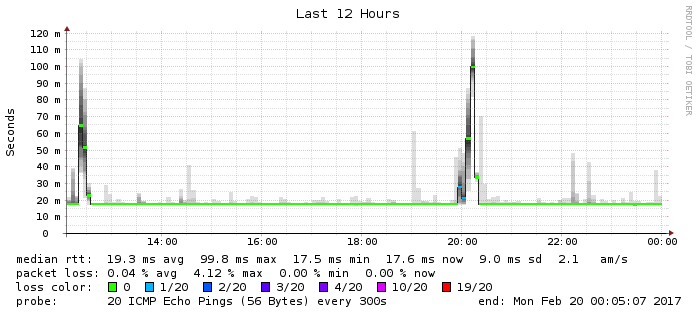 Last 12 Hours
RRDTOOL / TOBI OETIKER
Seconds
120 m
110 m
100 m
90 m
80 m
70 m
60 m
50 m
40 m
30 m
20 m
10 m
0
14:00 16:00 18:00 20:00 22:00 00:00
median rtt: 19.3 ms avg 99.8 ms max 17.5 ms min 17.6 ms now 9.0 ms sd 2.1 am/s
packet loss: 0.04 % avg 4.12 % max 0.00 % min 0.00 % now
loss color: 0 1/20 2/20 3/20 4/20 10/20 19/20
probe: 20 ICMP Echo Pings (56 Bytes) every 300s end: Mon Feb 20 00:05:07 2017